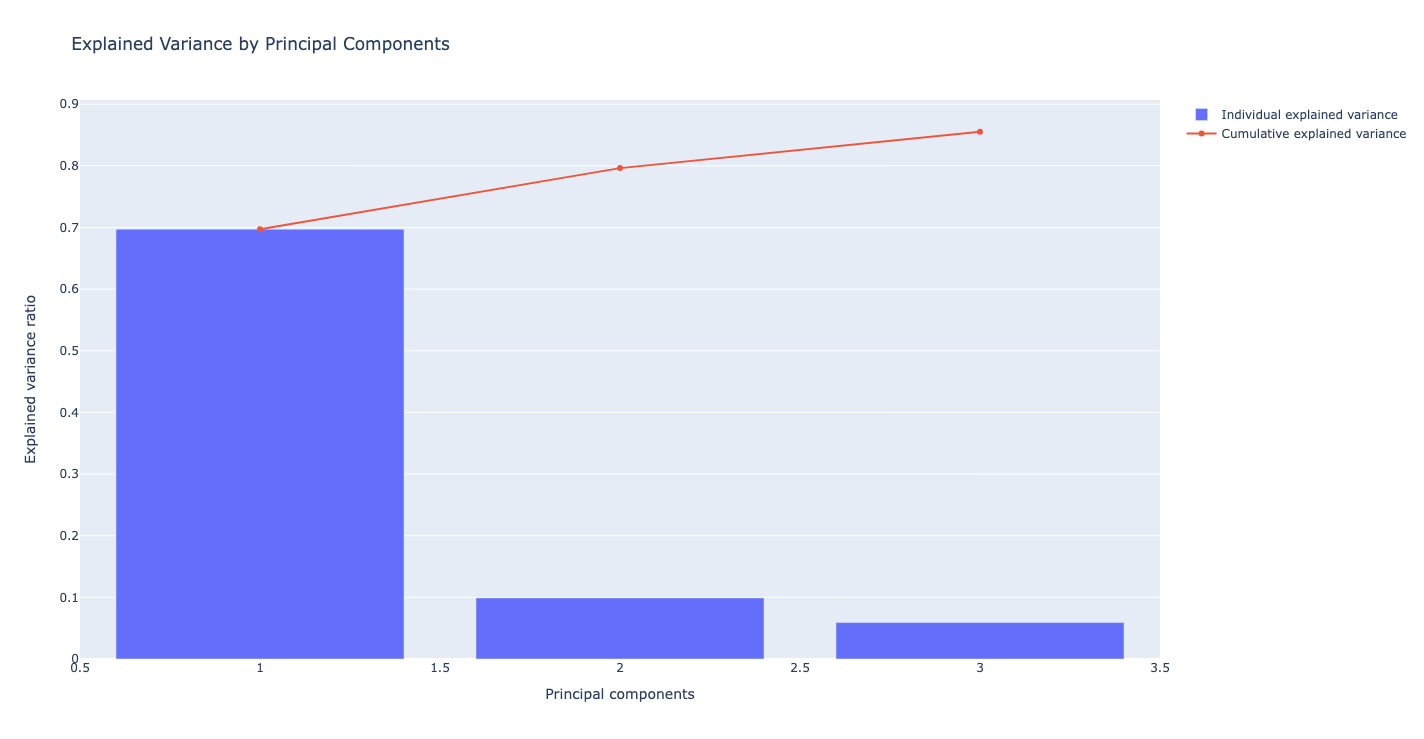 Explained Variance by Principal Components
Individual explained variance
Cumulative explained variance
Explained variance ratio
0.9
0.8
0.7
0.6
0.5
0.4
0.3
0.2
0.1
0
0.5 1 1.5 2 2.5 3 3.5
Principal components